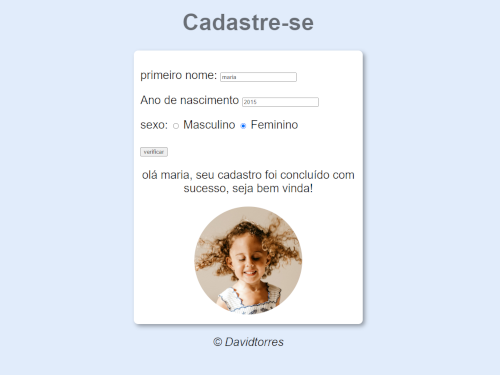 Cadastre-se
primeiro nome: maria
Ano de nascimento 2015
sexo: Masculino Feminino
verificar
olá maria, seu cadastro foi concluído com
sucesso, seja bem vinda!
© Davidtorres